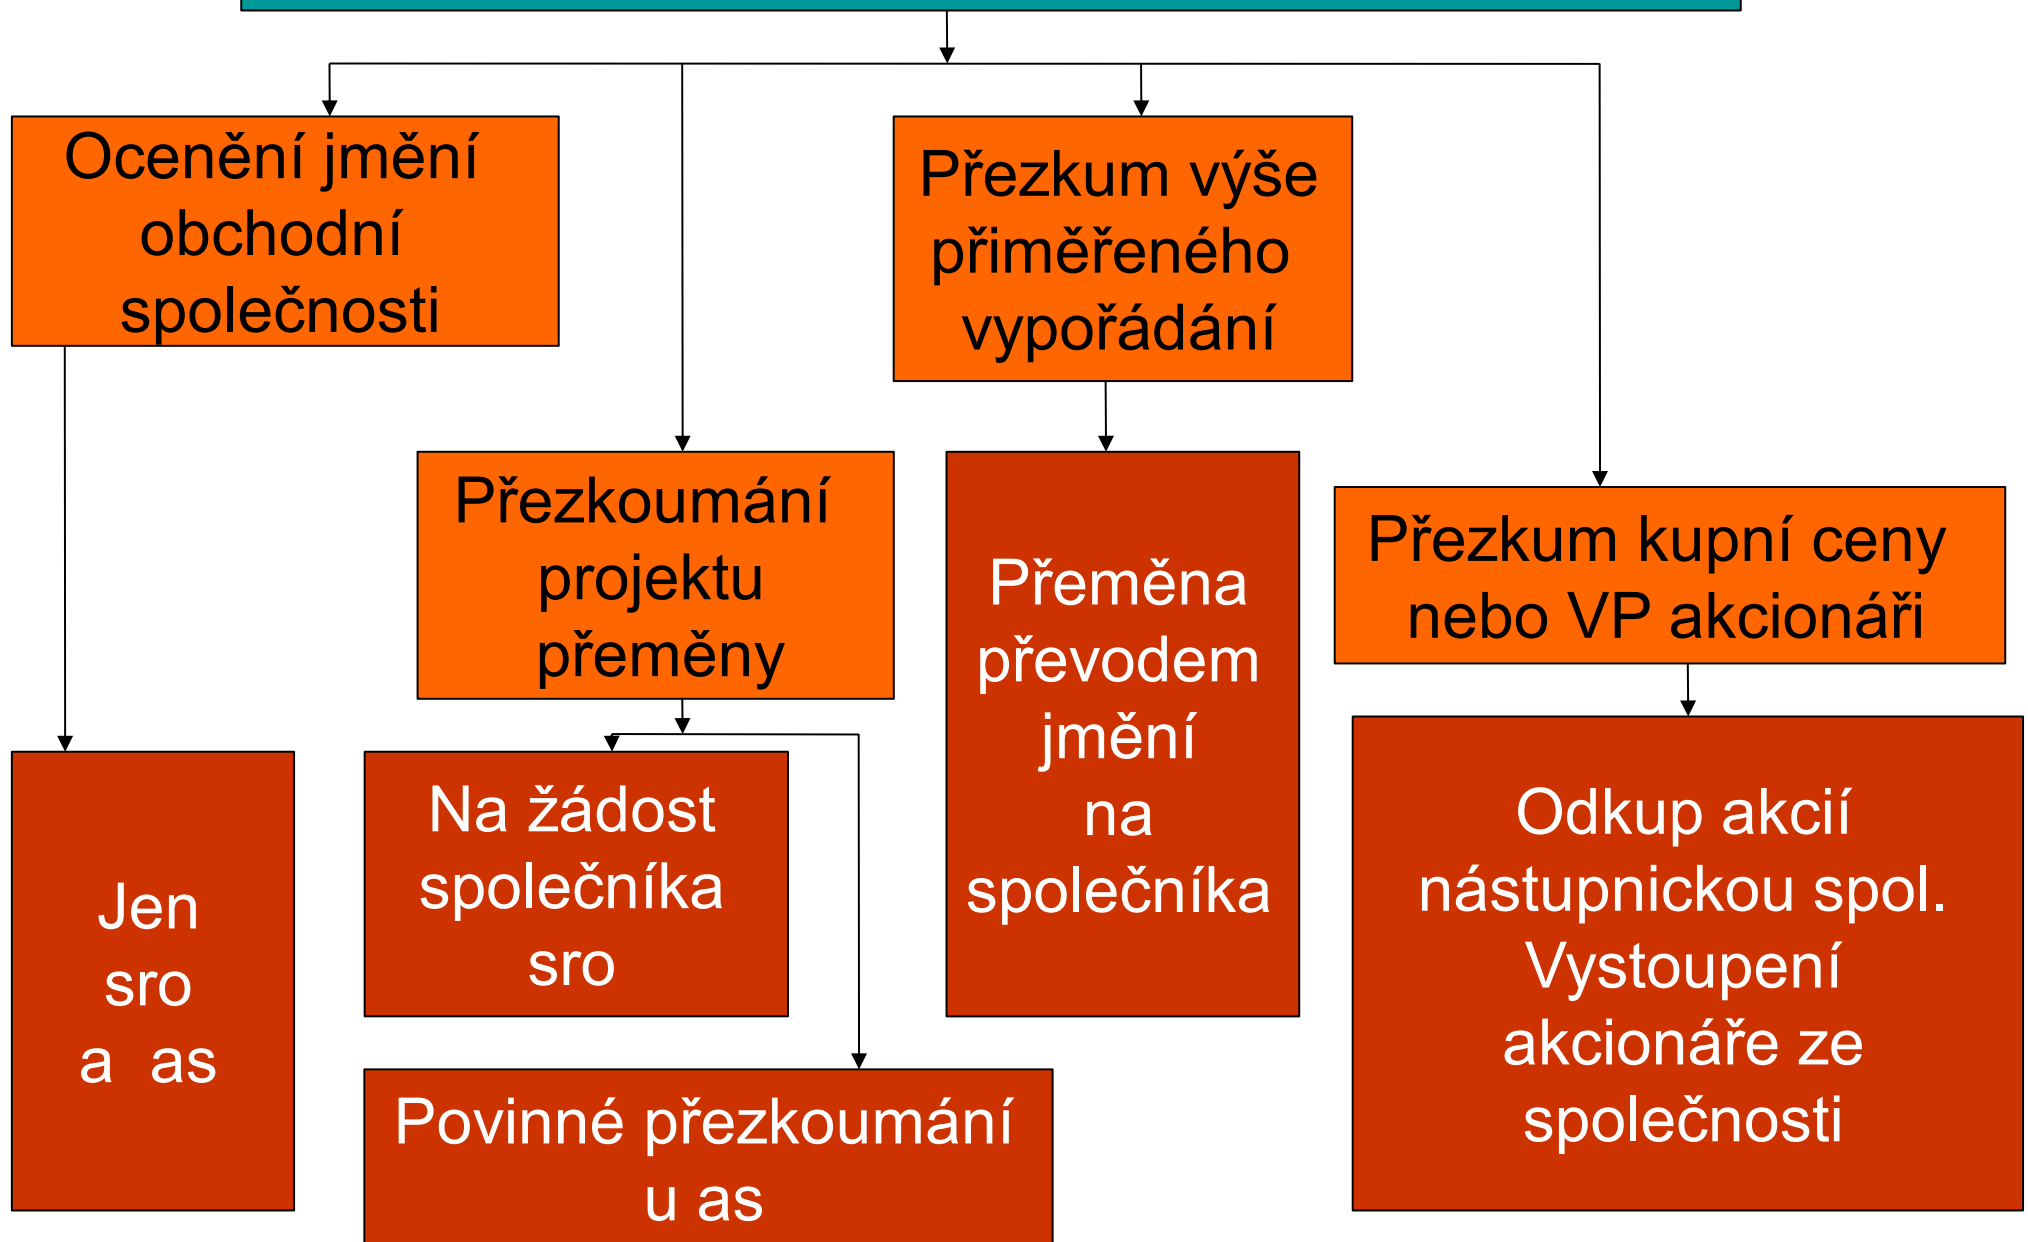 Ocenění jmění
obchodní
společnosti
Přezkum výše
přiměřeného
vypořádání
Přezkoumání
projektu
přeměny
Přeměna
převodem
jmění
na
společníka
Přezkum kupní ceny
nebo VP akcionáři
Jen
sro
a as
Na žádost
společníka
sro
Povinné přezkoumání
u as
Odkup akcií
nástupnickou spol.
Vystoupení
akcionáře ze
společnosti